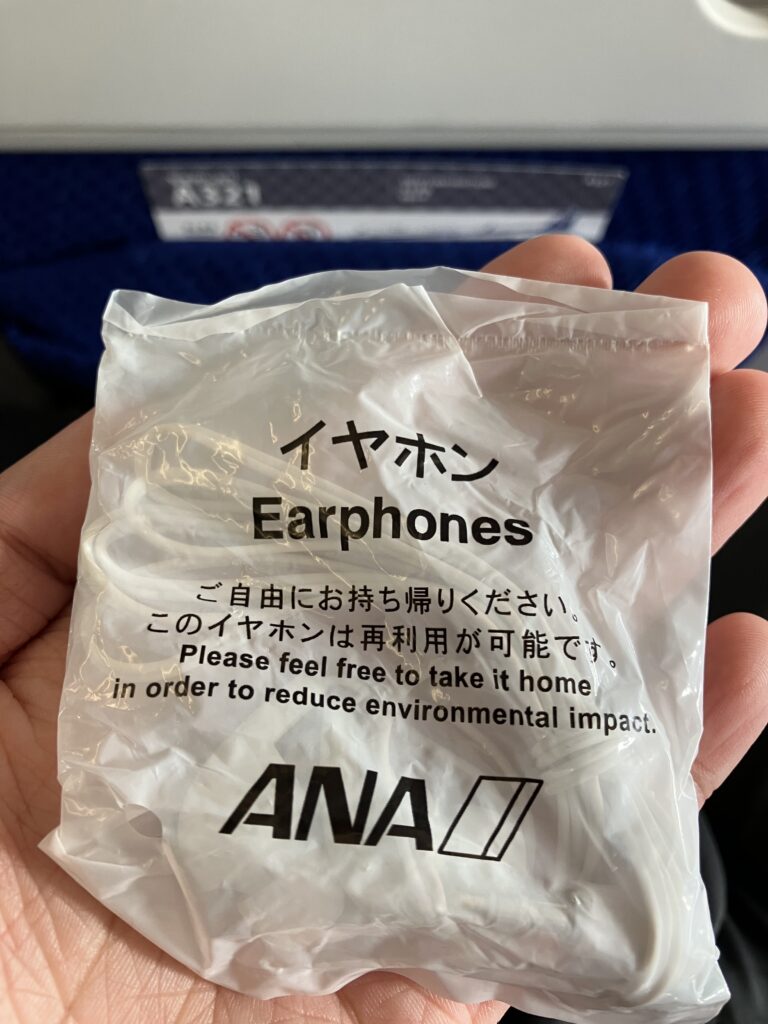 A321
イヤホン
Earphones
ご自由にお持ち帰りください。
このイヤホンは再利用が可能です。
Please feel free to take it home
in order to reduce environmental impact.
ANA